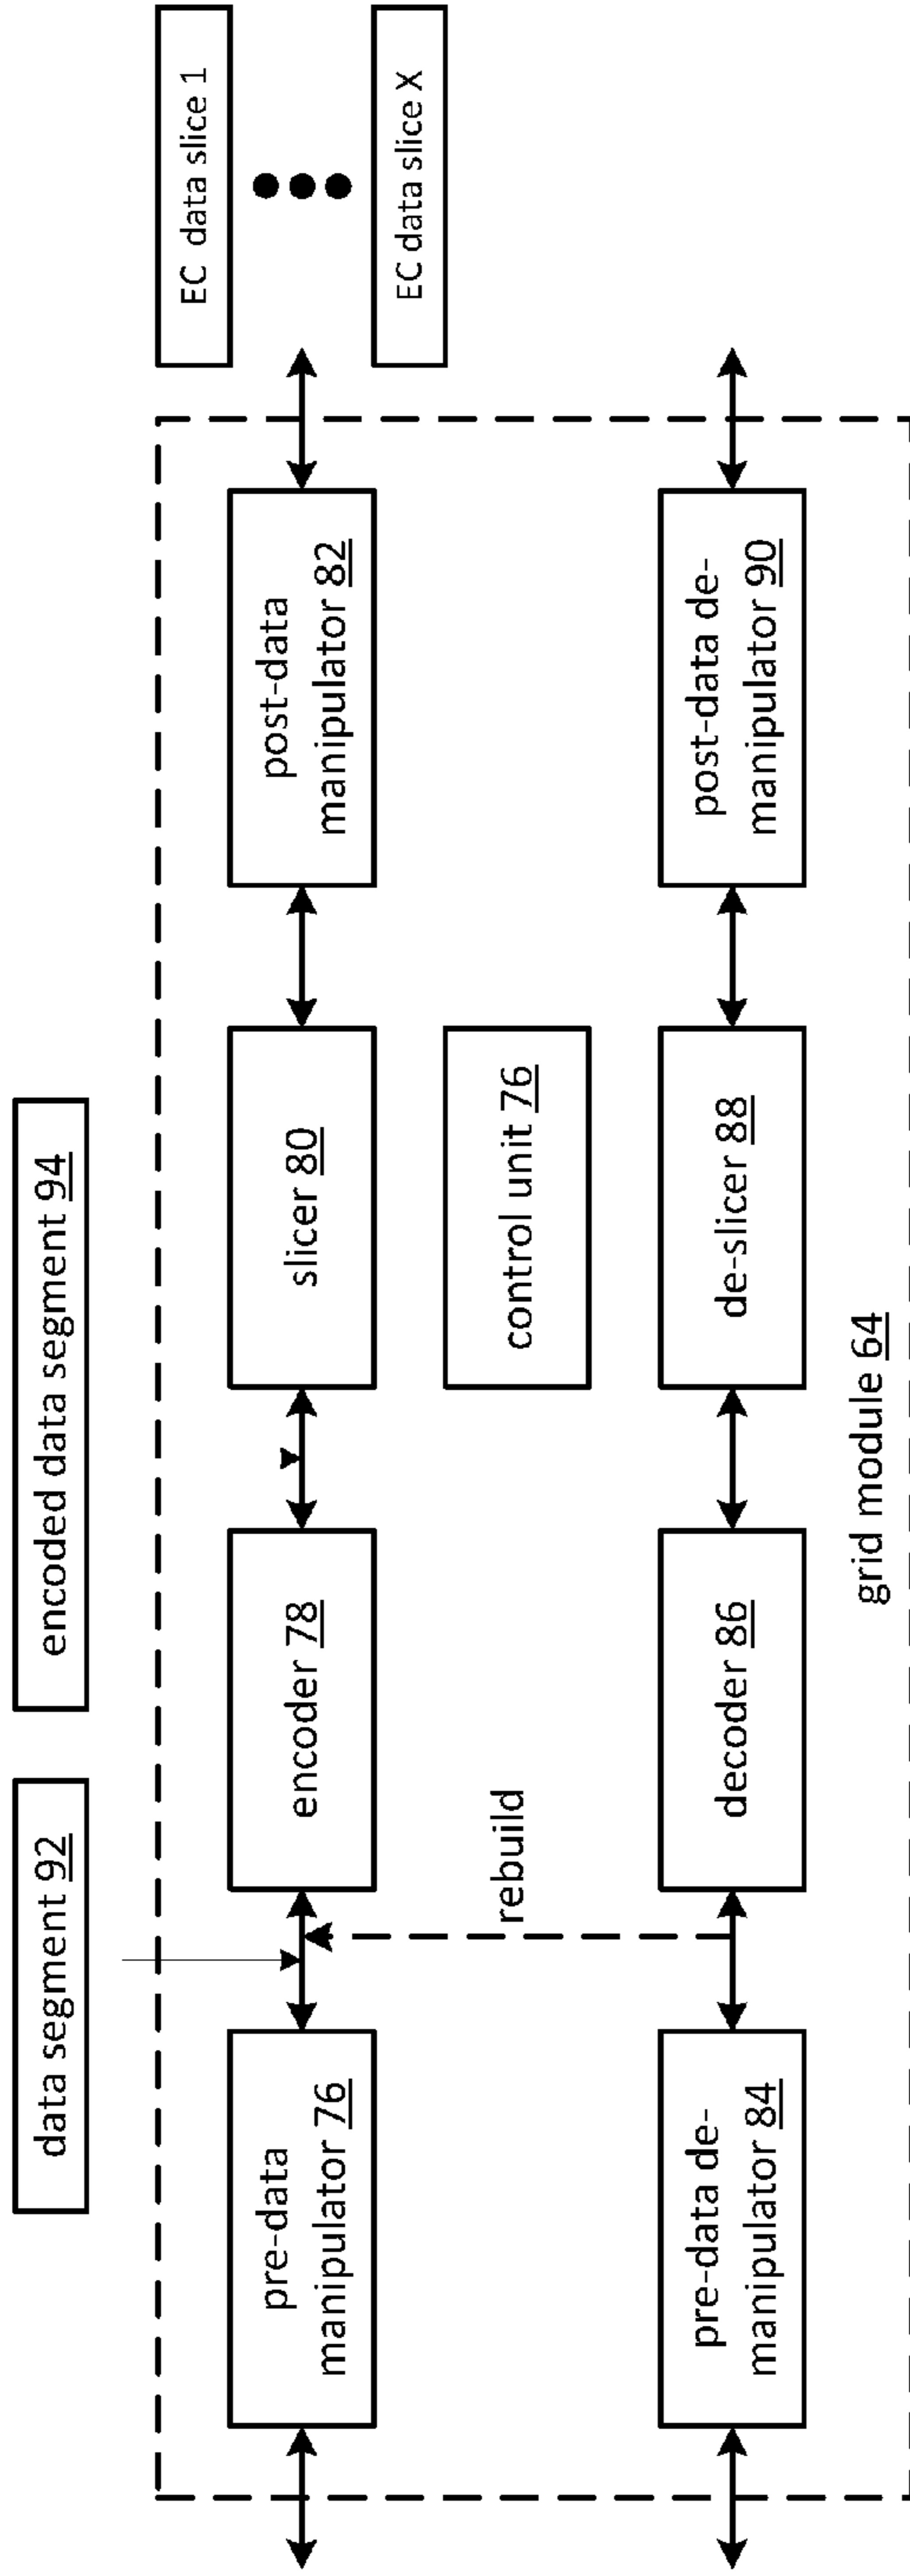 data segment 92
encoded data segment 94
EC data slice 1
EC data slice X
pre-data
manipulator 76
encoder 78
slicer 80
post-data
manipulator 82
rebuild
control unit 76
pre-data de-
manipulator 84
decoder 86
de-slicer 88
post-data de-
manipulator 90
grid module 64